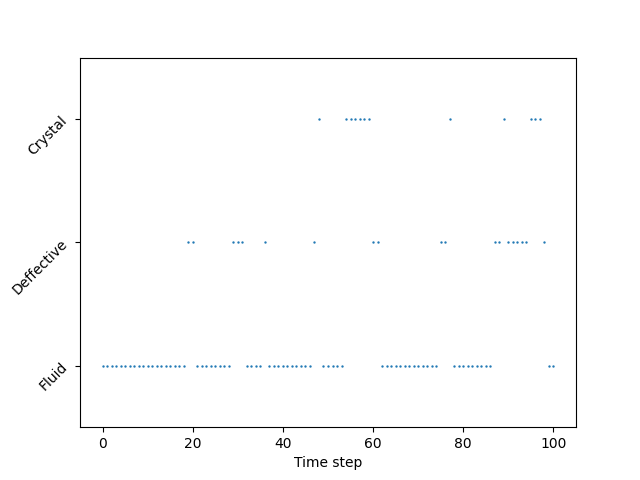 Crystal
Deffective
Fluid
0 20 40 60 80 100
Time step